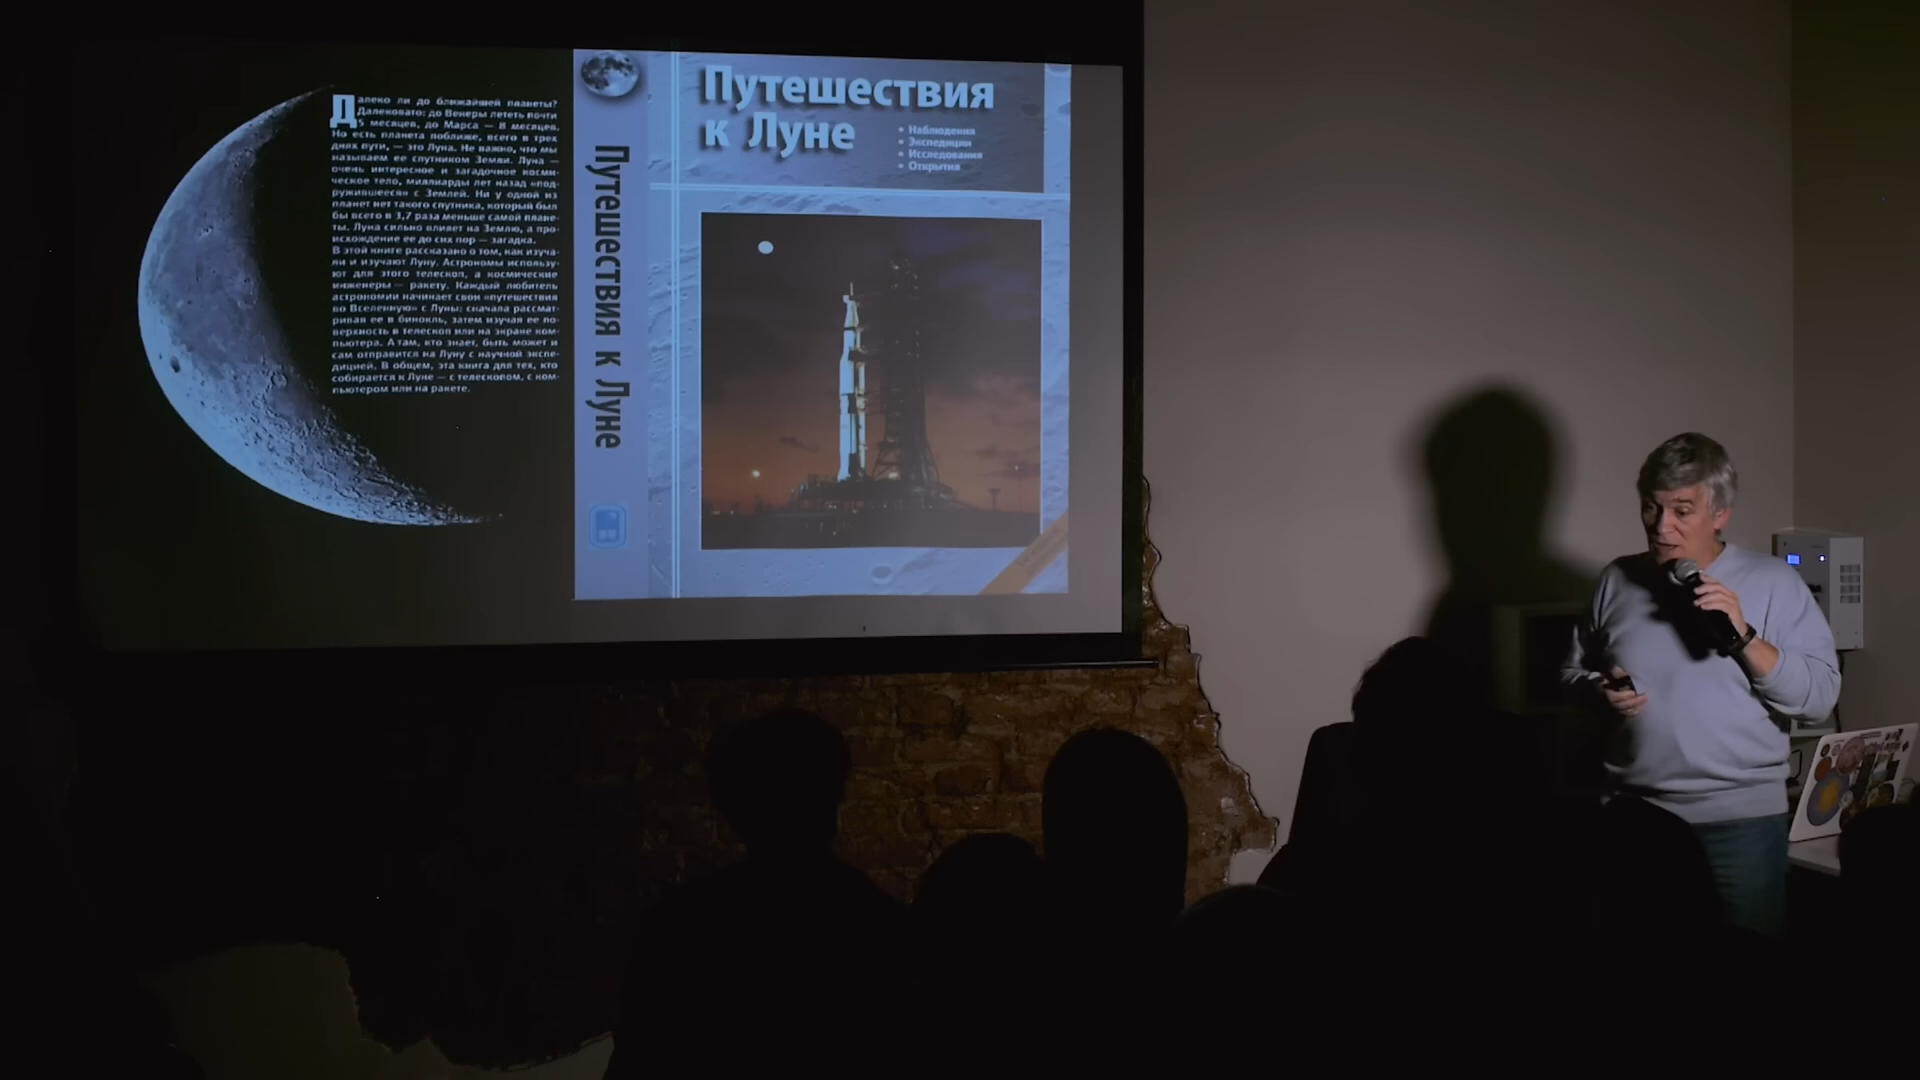 Далеко ли до ближайшей планеты?
Далековато: до Венеры лететь почти
5 месяцев, до Марса — 8 месяцев.
Но есть планета поближе, всего в трех
днях пути, — это Луна. Не важно, что мы
называем ее спутником Земли. Луна —
очень интересное и загадочное косми-
ческое тело, миллиарды лет назад «под-
ружившееся» с Землей. Ни у одной из
планет нет такого спутника, который был
бы всего в 3,7 раза меньше самой плане-
ты. Луна сильно влияет на Землю, а про-
исхождение ее до сих пор — загадка.
В этой книге рассказано о том, как изуча-
ли и изучают Луну. Астрономы использу-
ют для этого телескоп, а космические
инженеры — ракету. Каждый любитель
астрономии начинает свои «путешествия
во Вселенную» с Луны: сначала рассмат-
ривая ее в бинокль, затем изучая ее по-
верхность в телескоп или на экране ком-
пьютера. А там, кто знает, быть может и
сам отправится на Луну с научной экспе-
дицией. В общем, эта книга для тех, кто
собирается к Луне — с телескопом, с ком-
пьютером или на ракете.
Путешествия к Луне
Путешествия
к Луне
• Наблюдения
• Экспедиции
• Исследования
• Открытия